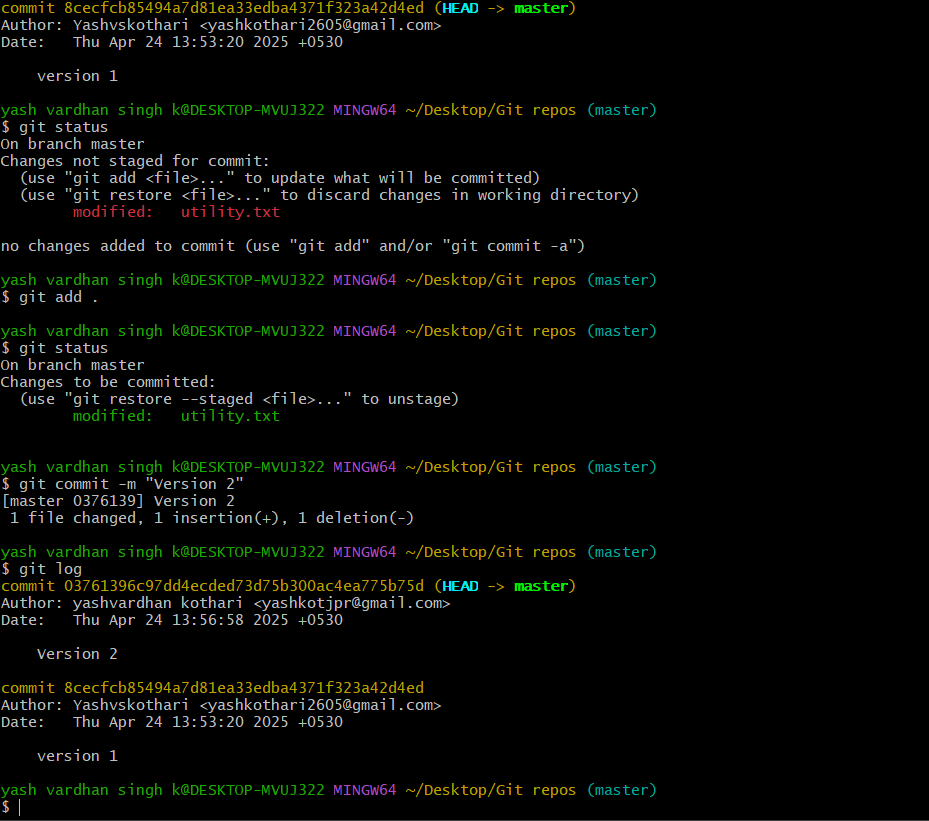 commit 8cecfcb85494a7d81ea33edba4371f323a42d4ed (HEAD -> master)
Author: Yashvskothari <yashkothari2605@gmail.com>
Date:   Thu Apr 24 13:53:20 2025 +0530

    version 1

yash vardhan singh k@DESKTOP-MVUJ322 MINGW64 ~/Desktop/Git repos (master)
$ git status
On branch master
Changes not staged for commit:
  (use "git add <file>..." to update what will be committed)
  (use "git restore <file>..." to discard changes in working directory)
        modified:   utility.txt

no changes added to commit (use "git add" and/or "git commit -a")

yash vardhan singh k@DESKTOP-MVUJ322 MINGW64 ~/Desktop/Git repos (master)
$ git add .

yash vardhan singh k@DESKTOP-MVUJ322 MINGW64 ~/Desktop/Git repos (master)
$ git status
On branch master
Changes to be committed:
  (use "git restore --staged <file>..." to unstage)
        modified:   utility.txt


yash vardhan singh k@DESKTOP-MVUJ322 MINGW64 ~/Desktop/Git repos (master)
$ git commit -m "Version 2"
[master 0376139] Version 2
 1 file changed, 1 insertion(+), 1 deletion(-)

yash vardhan singh k@DESKTOP-MVUJ322 MINGW64 ~/Desktop/Git repos (master)
$ git log
commit 03761396c97dd4ecded73d75b300ac4ea775b75d (HEAD -> master)
Author: yashvardhan kothari <yashkotjpr@gmail.com>
Date:   Thu Apr 24 13:56:58 2025 +0530

    Version 2

commit 8cecfcb85494a7d81ea33edba4371f323a42d4ed
Author: Yashvskothari <yashkothari2605@gmail.com>
Date:   Thu Apr 24 13:53:20 2025 +0530

    version 1

yash vardhan singh k@DESKTOP-MVUJ322 MINGW64 ~/Desktop/Git repos (master)
$